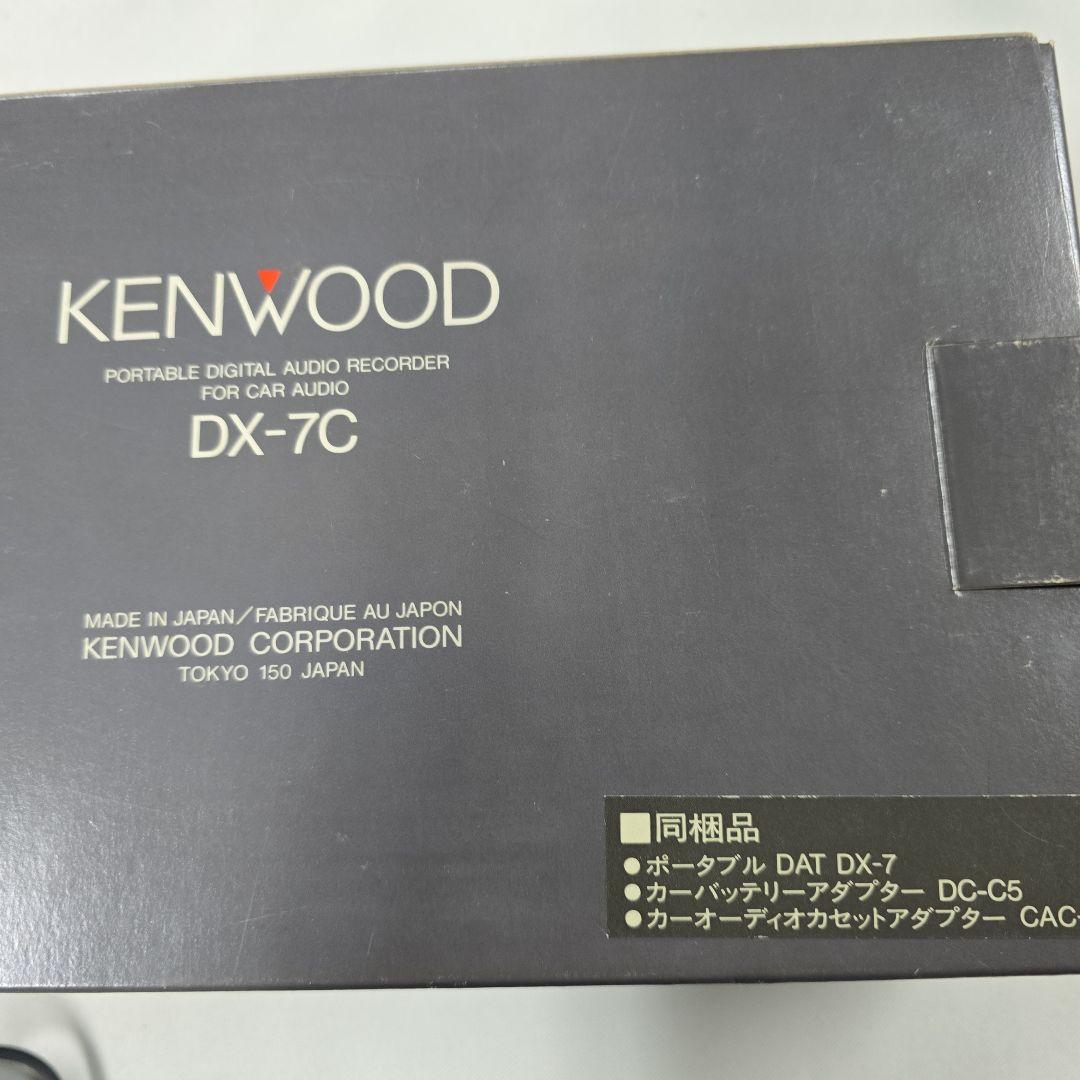 KENWOOD
PORTABLE DIGITAL AUDIO RECORDER
FOR CAR AUDIO
DX-7C
MADE IN JAPAN/FABRIQUE AU JAPON
KENWOOD CORPORATION
TOKYO 150 JAPAN
■同梱品
●ポータブル DAT DX-7
●カーバッテリーアダプター DC-C5
●カーオーディオカセットアダプター CAC-